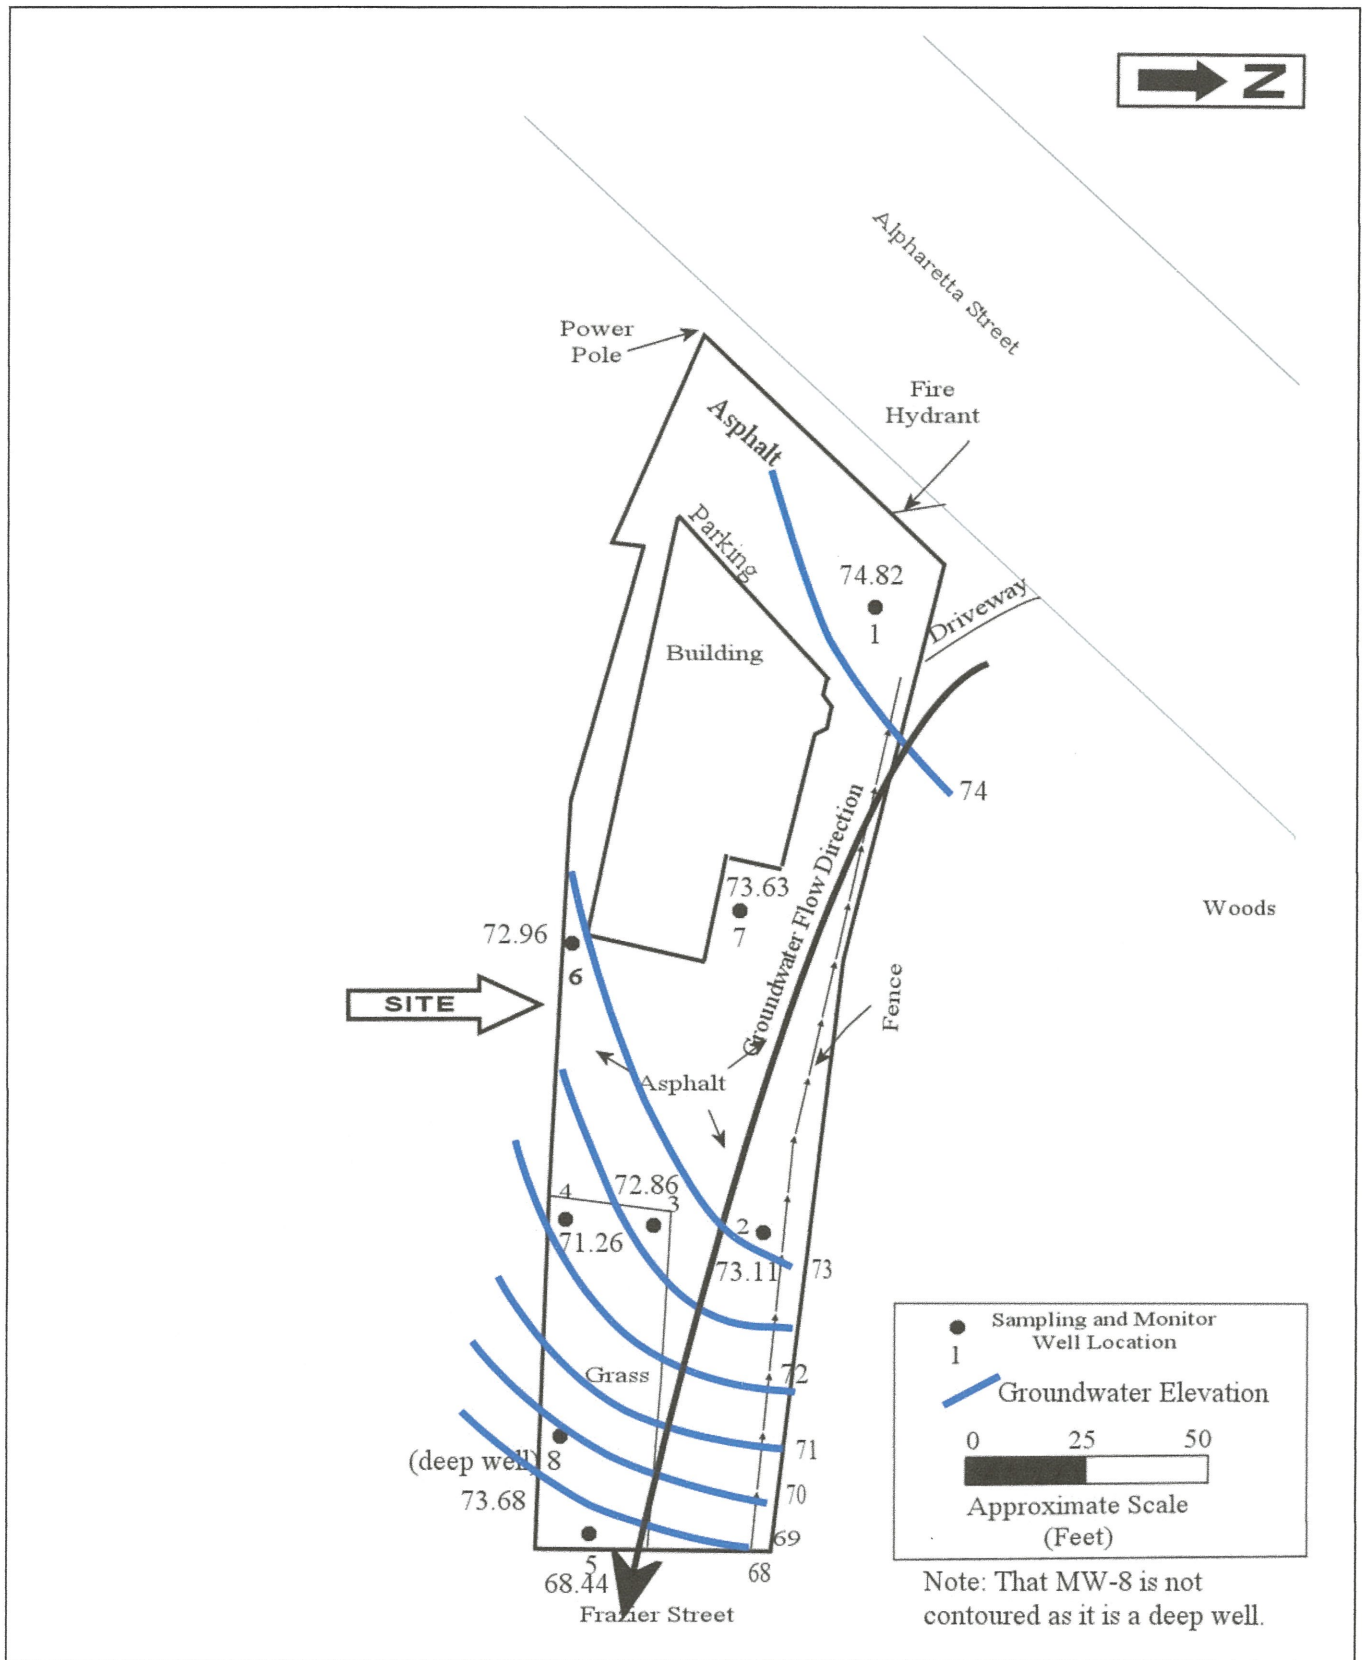 N
Alpharetta Street
Power
Pole
Fire
Hydrant
Asphalt
Parking
74.82
1
Driveway
Building
74
Groundwater Flow Direction
73.63
7
Woods
72.96
6
SITE
Fence
Asphalt
72.86
4
3
2
71.26
73.11
73
72
Grass
71
(deep well) 8
73.68
70
69
5
68
68.44
Frazier Street
Sampling and Monitor
Well Location
1
Groundwater Elevation
0 25 50
Approximate Scale
(Feet)
Note: That MW-8 is not
contoured as it is a deep well.